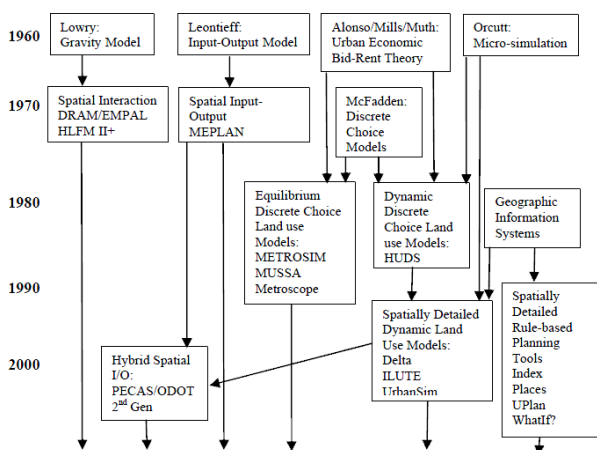 1960
Lowry:
Gravity Model
Leontieff:
Input-Output Model
Alonso/Mills/Muth:
Urban Economic
Bid-Rent Theory
Orcutt:
Micro-simulation
1970
Spatial Interaction
DRAM/EMPAL
HLFM II+
Spatial Input-
Output
MEPLAN
McFadden:
Discrete
Choice
Models
1980
Equilibrium
Discrete Choice
Land use
Models:
METROSIM
MUSSA
Metroscope
Dynamic
Discrete
Choice Land
use Models:
HUDS
Geographic
Information
Systems
1990
Spatially Detailed
Dynamic Land
Use Models:
Delta
ILUTE
UrbanSim
Spatially
Detailed
Rule-based
Planning
Tools
Index
Places
UPlan
WhatIf?
2000
Hybrid Spatial
I/O:
PECAS/ODOT
2nd Gen